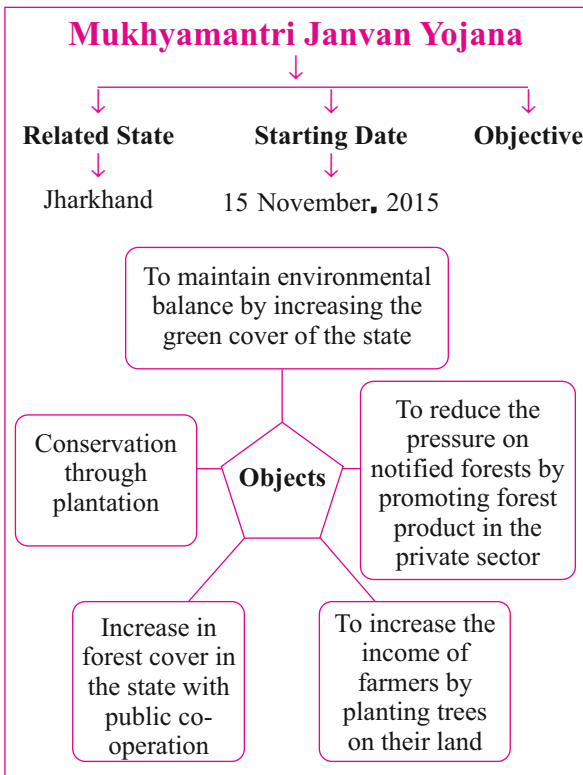 Mukhyamantri Janvan Yojana
Related State
Starting Date
Objective
Jharkhand
15 November, 2015
To maintain environmental
balance by increasing the
green cover of the state
Conservation
through
plantation
Objects
To reduce the
pressure on
notified forests by
promoting forest
product in the
private sector
Increase in
forest cover in
the state with
public co-
operation
To increase the
income of
farmers by
planting trees
on their land